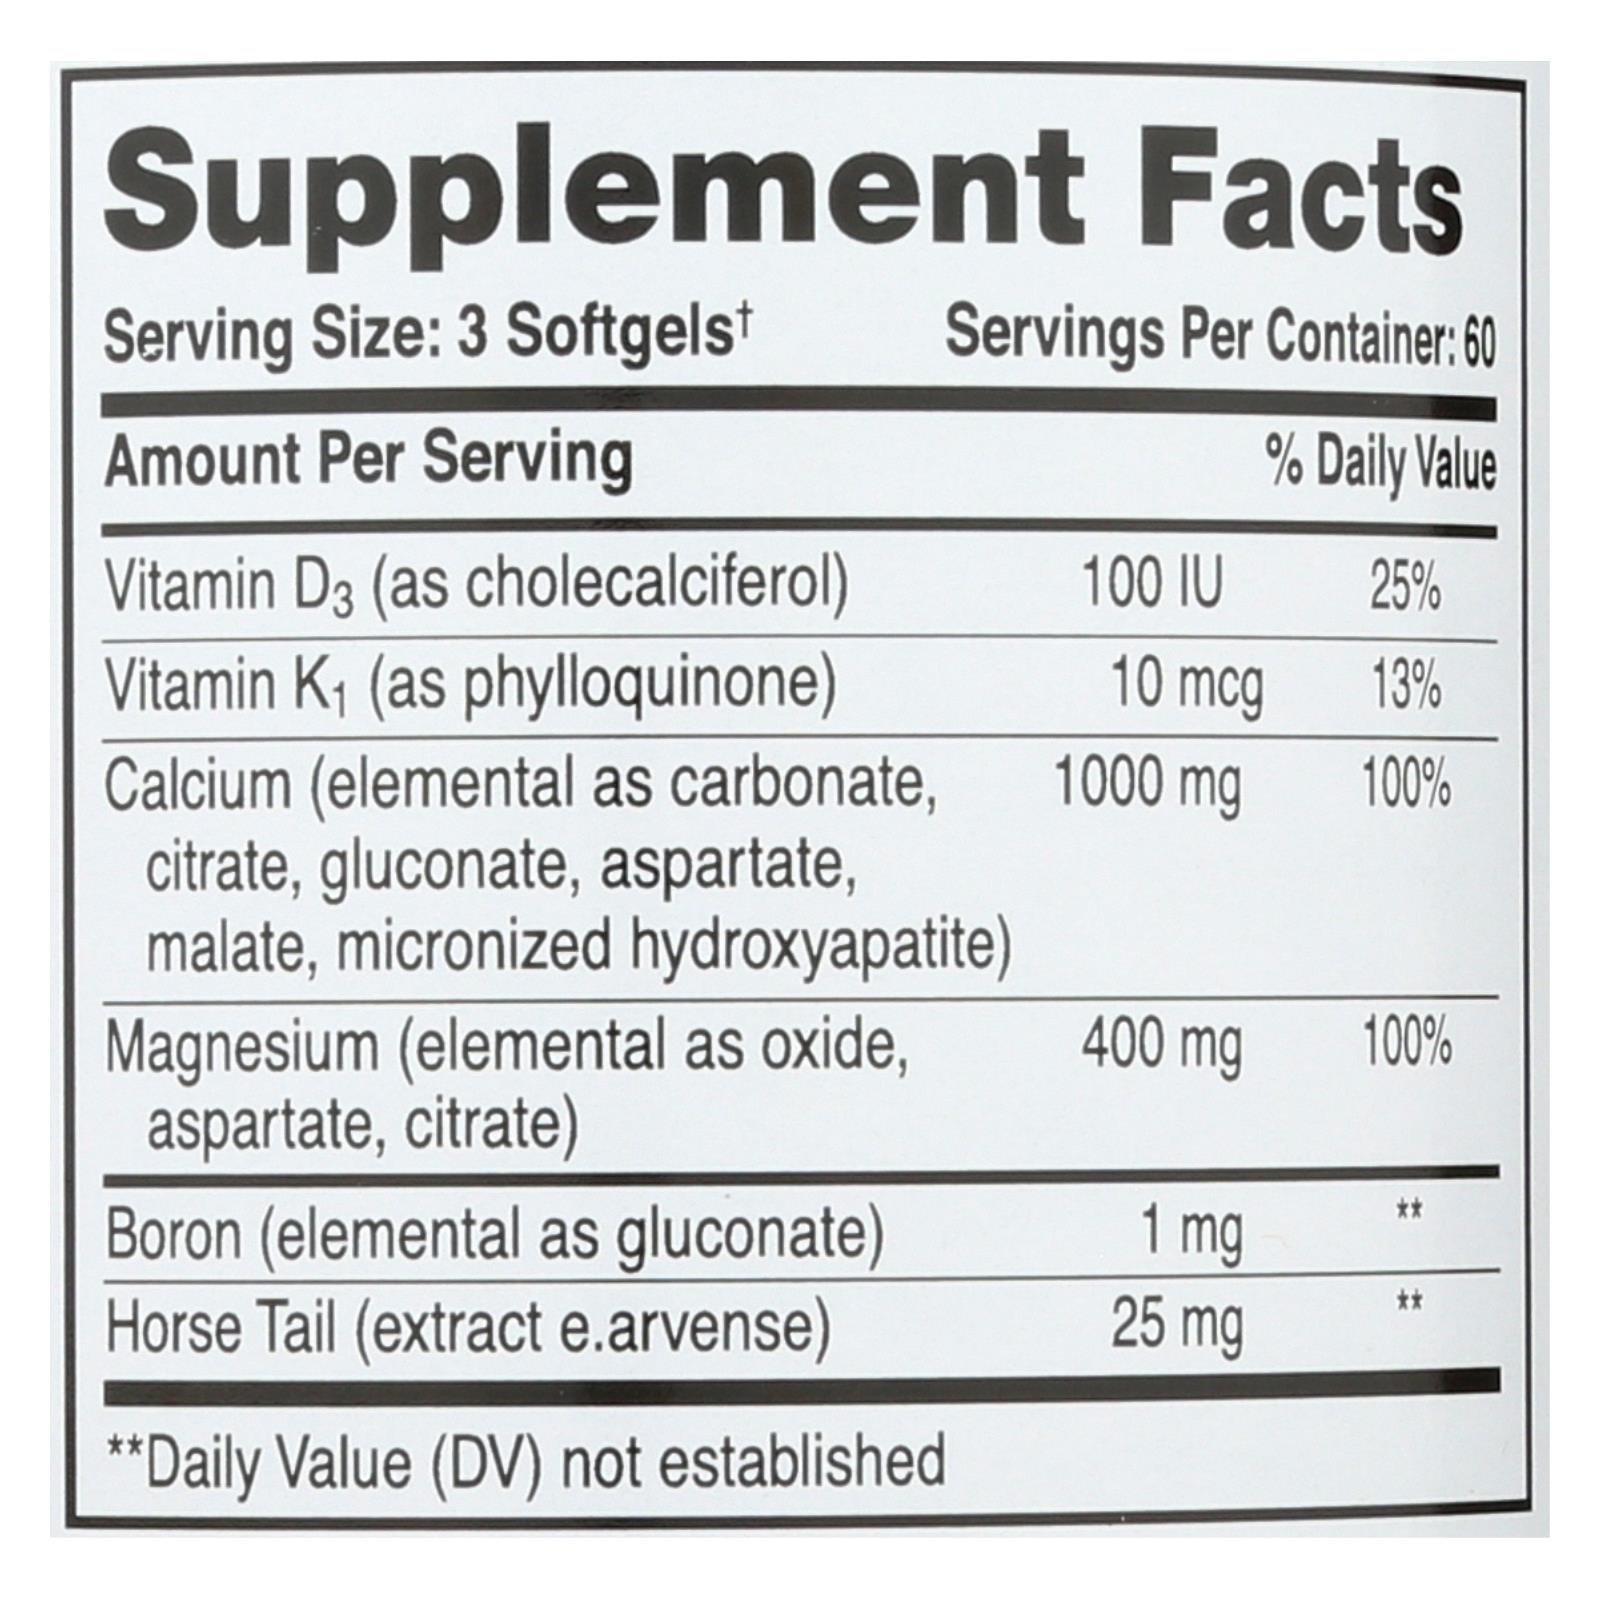 Supplement Facts
Serving Size: 3 Softgels† Servings Per Container: 60
Amount Per Serving % Daily Value
Vitamin D₃ (as cholecalciferol) 100 IU 25%
Vitamin K₁ (as phylloquinone) 10 mcg 13%
Calcium (elemental as carbonate, 1000 mg 100%
citrate, gluconate, aspartate,
malate, micronized hydroxyapatite)
Magnesium (elemental as oxide, 400 mg 100%
aspartate, citrate)
Boron (elemental as gluconate) 1 mg **
Horse Tail (extract e.arvense) 25 mg **
**Daily Value (DV) not established